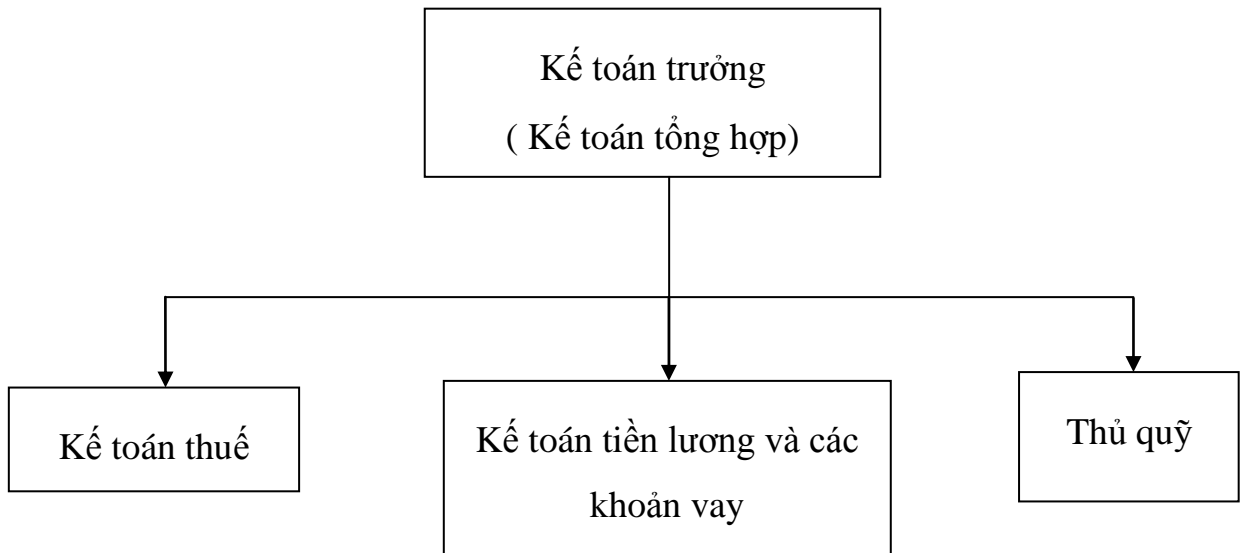 Kế toán trưởng
( Kế toán tổng hợp)
Kế toán thuế
Kế toán tiền lương và các
khoản vay
Thủ quỹ